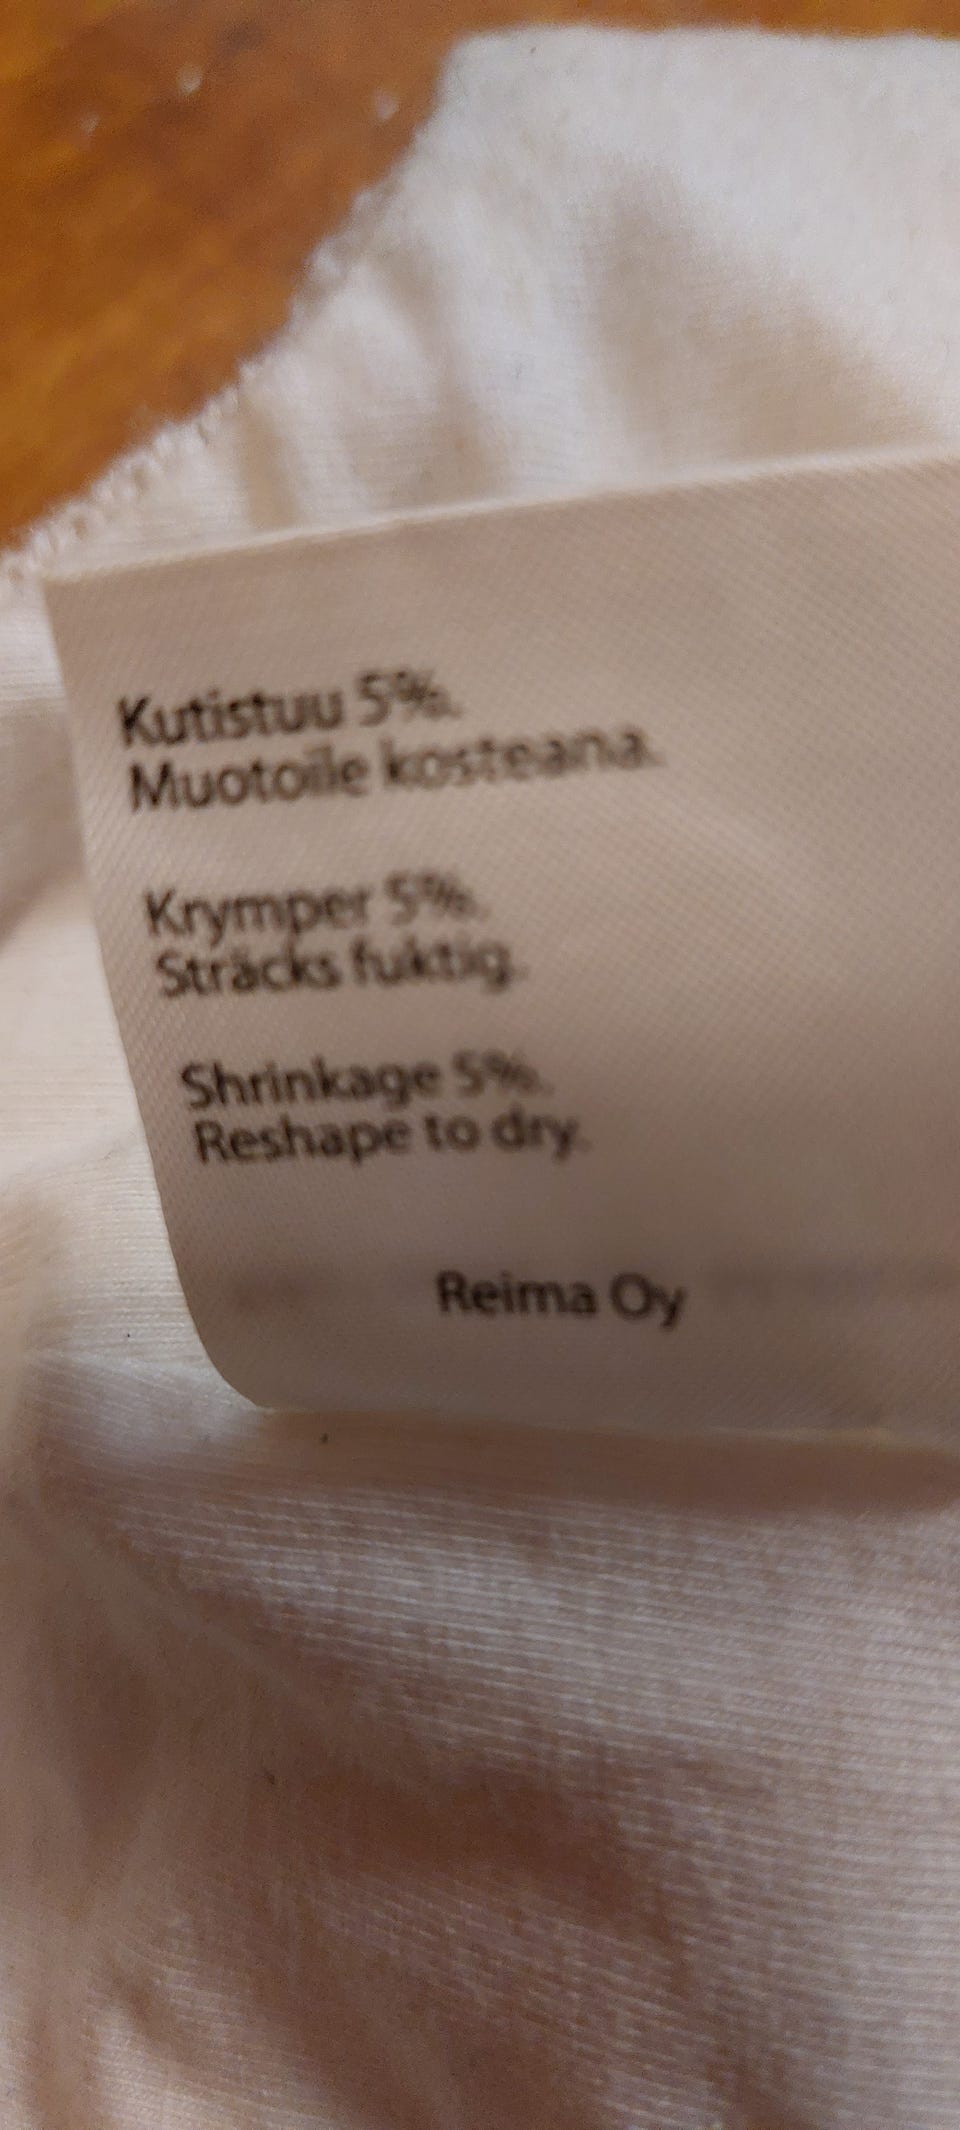 Kutistuu 5%.
Muotoile kosteana.
Krymper 5%.
Sträcks fuktig.
Shrinkage 5%.
Reshape to dry.
Reima Oy